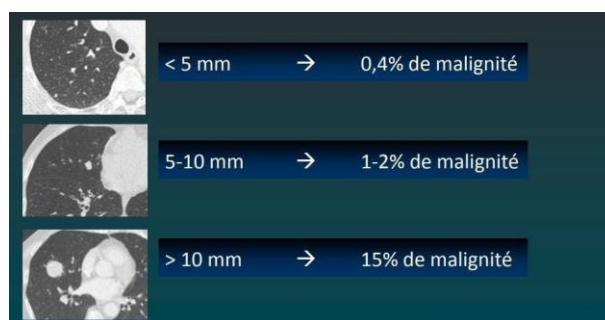 < 5 mm → 0,4% de malignité
5-10 mm → 1-2% de malignité
> 10 mm → 15% de malignité